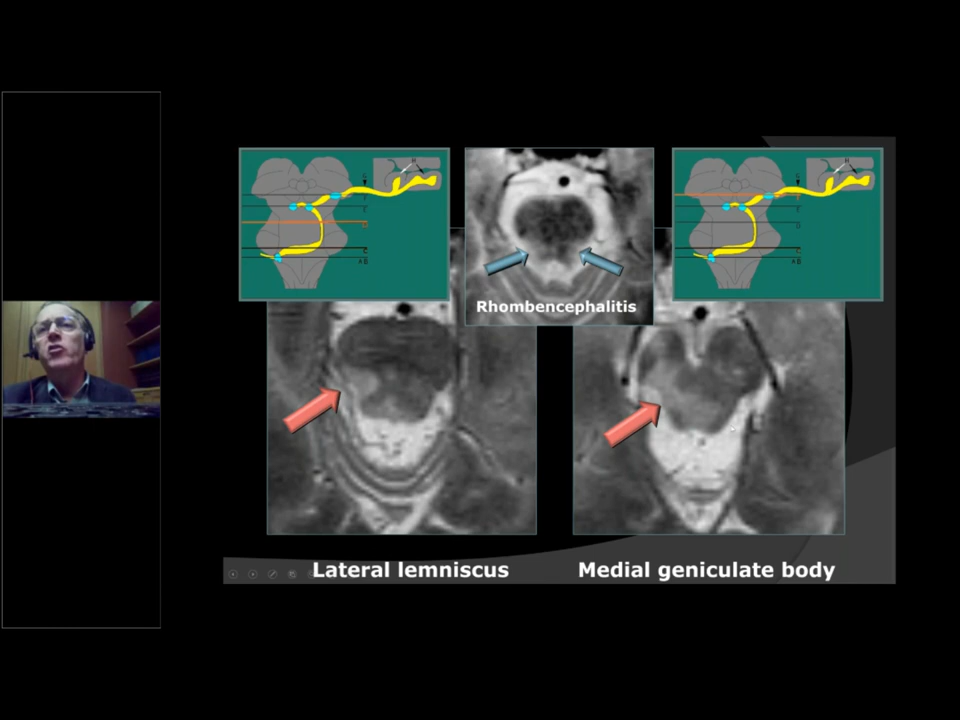 Rhombencephalitis
Lateral lemniscus
Medial geniculate body